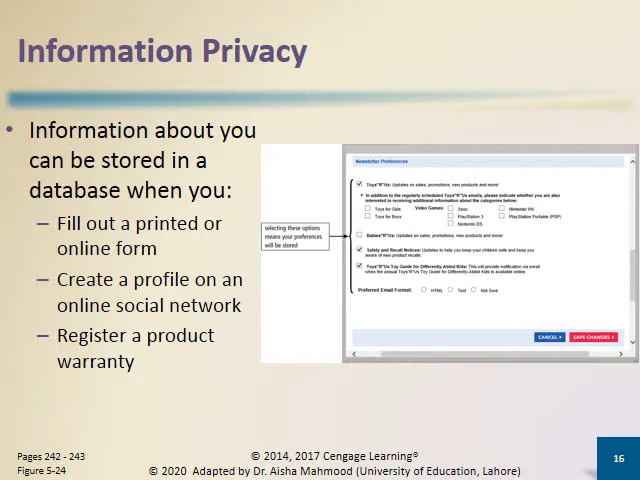 Information Privacy
• Information about you
can be stored in a
database when you:
– Fill out a printed or
online form
– Create a profile on an
online social network
– Register a product
warranty
selecting these options
means your preferences
will be stored
Newsletter Preferences
Toys"R"Us: Updates on sales, promotions, new products and more!
In addition to the regularly scheduled Toys"R"Us emails, please indicate whether you are also
interested in receiving additional information about the categories below:
Toys for Girls Video Games: Xbox Nintendo Wii
Toys for Boys PlayStation 3 PlayStation Portable (PSP)
Nintendo DS
Babies"R"Us: Updates on sales, promotions, new products and more!
Safety and Recall Notices: Updates to help you keep your children safe and keep you
aware of new product recalls.
Toys"R"Us Toy Guide for Differently-Abled Kids: This will provide notification via email
when the annual Toys"R"Us Toy Guide for Differently-Abled Kids is available online
Preferred Email Format: HTML Text Not Sure
CANCEL SAVE CHANGES
Pages 242 - 243
Figure 5-24
© 2014, 2017 Cengage Learning®
© 2020 Adapted by Dr. Aisha Mahmood (University of Education, Lahore)
16